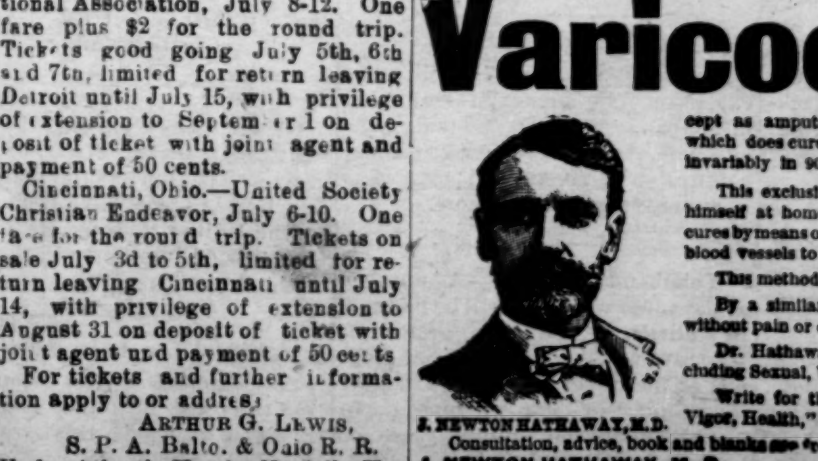 tional Association, July 8-12. One
fare plus $2 for the round trip.
Tickets good going July 5th, 6th
and 7th, limited for return leaving
Detroit until July 15, with privilege
of extension to September 1 on de-
posit of ticket with joint agent and
payment of 50 cents.
Cincinnati, Ohio.—United Society
Christian Endeavor, July 6-10. One
fare for the round trip. Tickets on
sale July 3d to 5th, limited for re-
turn leaving Cincinnati until July
14, with privilege of extension to
August 31 on deposit of ticket with
joint agent and payment of 50 cents
For tickets and further informa-
tion apply to or address
ARTHUR G. LEWIS,
S. P. A. Balto. & Ohio R. R.
Varicoc
cept as amput
which does cure
invariably in 90
This exclusi
himself at hom
cures by means o
blood vessels to
This method
By a simila
without pain or
Dr. Hathaw
cluding Sexual,
Write for t
Vigor, Health,"
J. NEWTON HATHAWAY, M.D.
Consultation, advice, book and blanks are fr
J. NEWTON HATHAWAY, M. D.